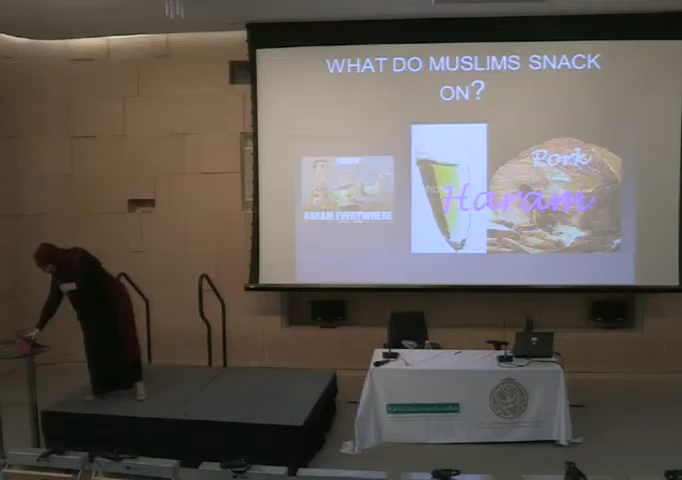 WHAT DO MUSLIMS SNACK
ON?
HARAM EVERYWHERE
Pork
Haram